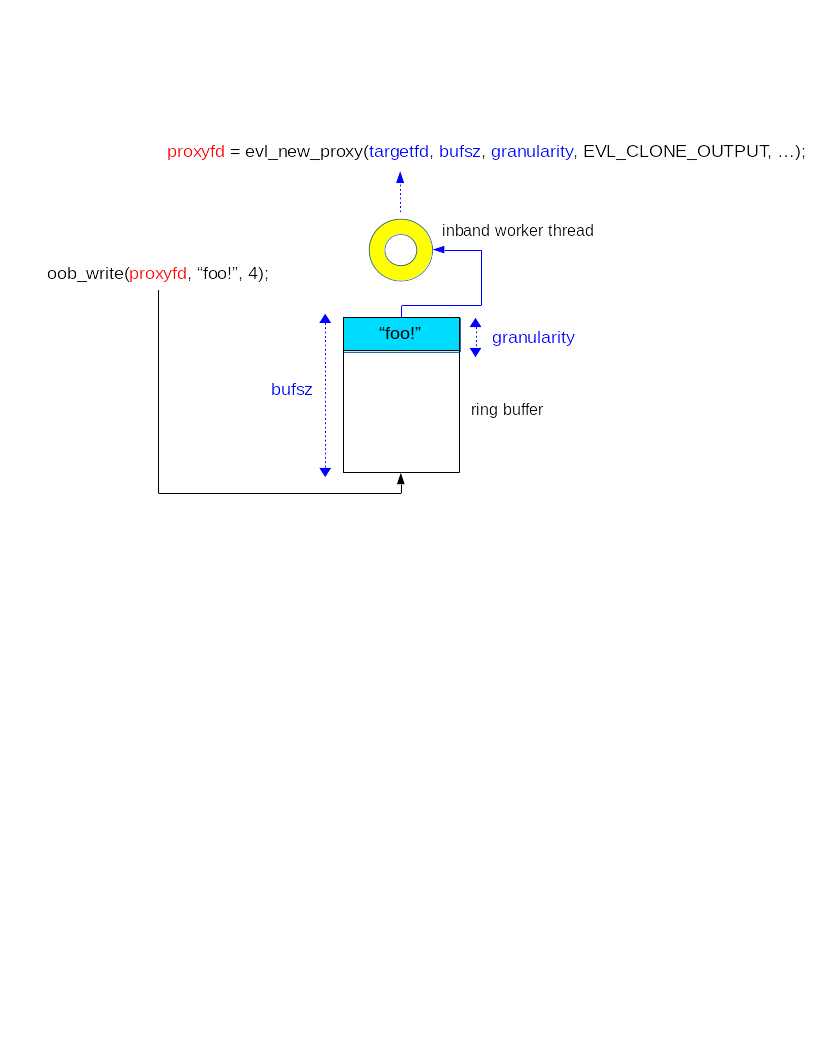 proxyfd = evl_new_proxy(targetfd, bufsz, granularity, EVL_CLONE_OUTPUT, …);
inband worker thread
oob_write(proxyfd, “foo!”, 4);
“foo!”
granularity
bufsz
ring buffer